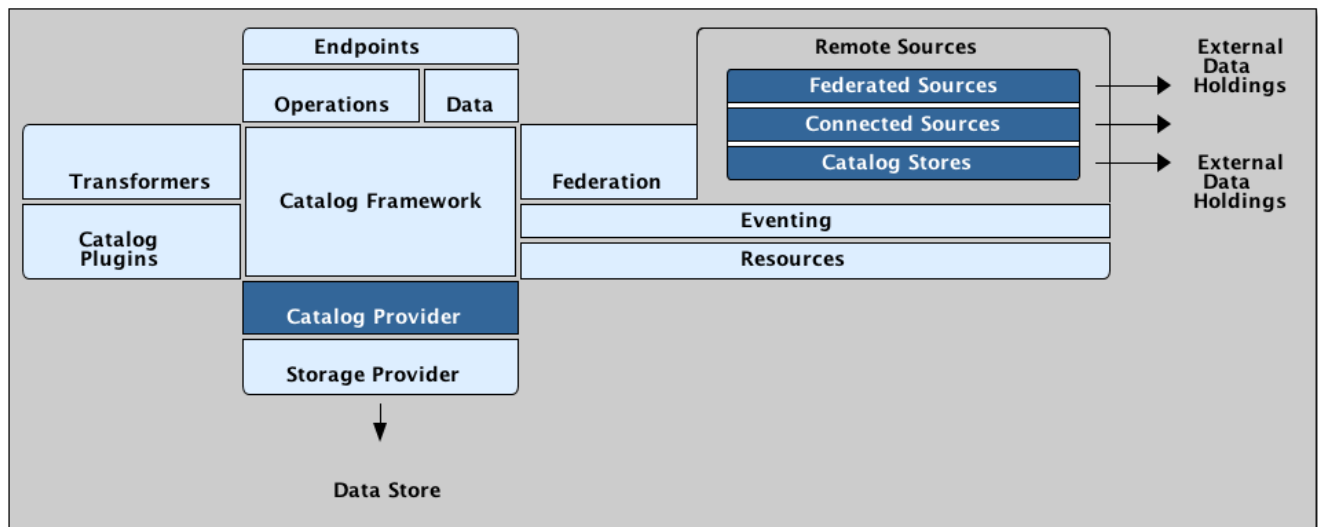 Endpoints
Operations
Data
Transformers
Catalog
Plugins
Catalog Framework
Federation
Remote Sources
Federated Sources
Connected Sources
Catalog Stores
Eventing
Resources
Catalog Provider
Storage Provider
Data Store
External
Data
Holdings
External
Data
Holdings